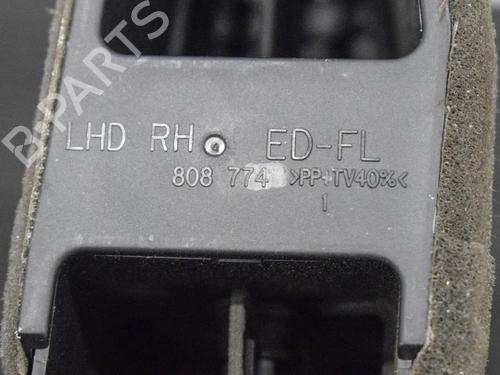 B-PARTS
LHD RH ED-FL
808 774 >PP+TV40%<
1